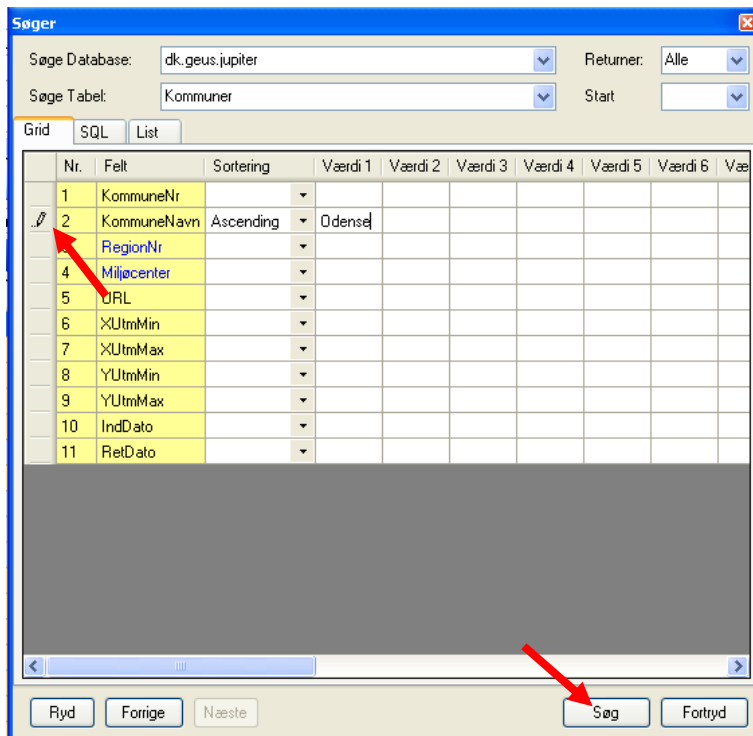 Søger
Søge Database: dk.geus.jupiter Returner: Alle
Søge Tabel: Kommuner Start
Grid SQL List
Nr. Felt Sortering Værdi 1 Værdi 2 Værdi 3 Værdi 4 Værdi 5 Værdi 6 Væ
1 KommuneNr
2 KommuneNavn Ascending Odense
3 RegionNr
4 Miljøcenter
5 URL
6 XUtmMin
7 XUtmMax
8 YUtmMin
9 YUtmMax
10 IndDato
11 RetDato
Ryd Forrige Næste Søg Fortryd